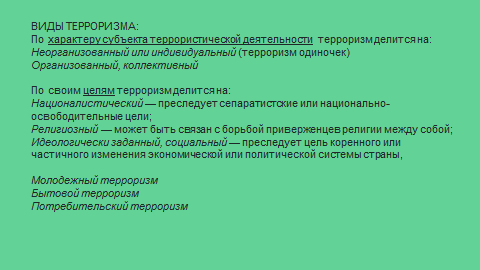 ВИДЫ ТЕРРОРИЗМА:
По характеру субъекта террористической деятельности терроризм делится на:
Неорганизованный или индивидуальный (терроризм одиночек)
Организованный, коллективный
По своим целям терроризм делится на:
Националистический — преследует сепаратистские или национально-
освободительные цели;
Религиозный — может быть связан с борьбой приверженцев религии между собой;
Идеологически заданный, социальный — преследует цель коренного или
частичного изменения экономической или политической системы страны,
Молодежный терроризм
Бытовой терроризм
Потребительский терроризм